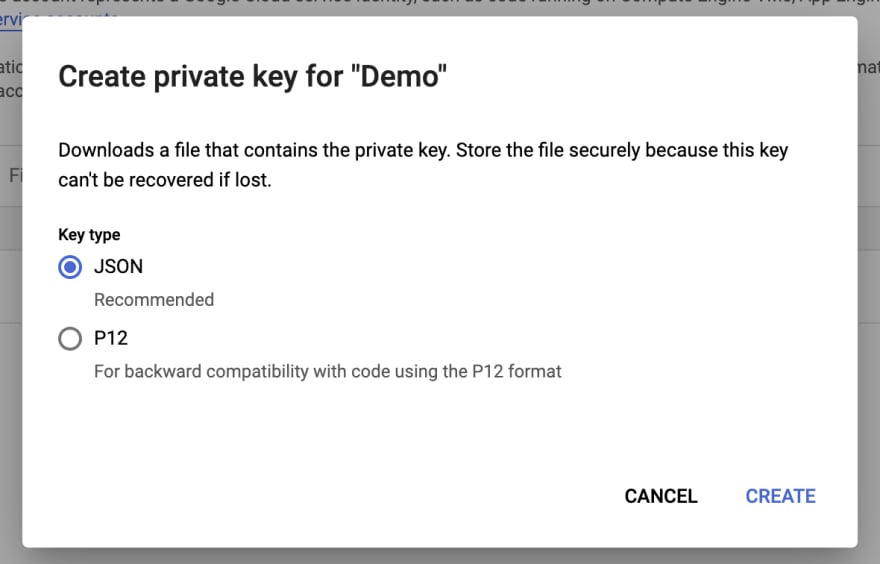 Create private key for "Demo"
Downloads a file that contains the private key. Store the file securely because this key
can't be recovered if lost.
Key type
JSON
Recommended
P12
For backward compatibility with code using the P12 format
CANCEL
CREATE